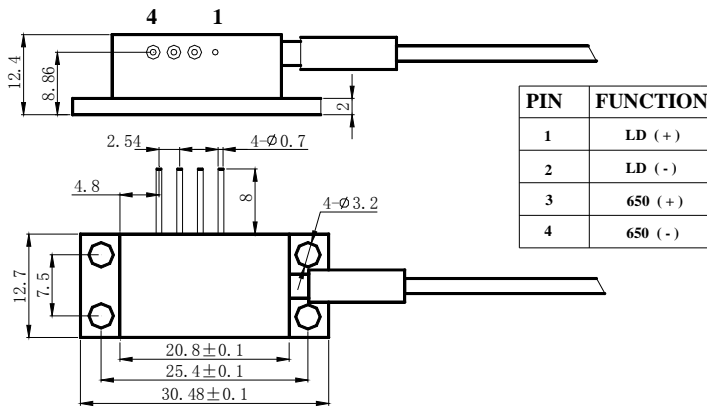 4 1
12.4
8.86
2
PIN FUNCTION
1 LD (+)
2 LD (-)
3 650 (+)
4 650 (-)
2.54 4-Ø0.7
4.8
8
4-Ø3.2
12.7
7.5
20.8±0.1
25.4±0.1
30.48±0.1